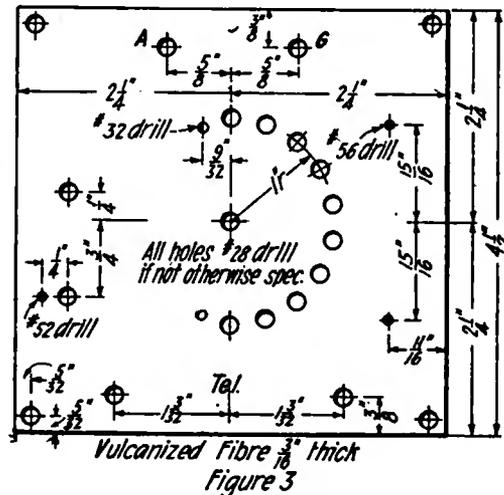 3/8"
A
G
5/8" 5/8"
2 1/4" 2 1/4"
#32 drill
#56 drill
9/32"
1"r
2 1/4"
15/16"
4 1/2"
1/4"
3/4"
1/4"
All holes #28 drill
if not otherwise spec.
15/16"
2 1/4"
#52 drill
11/16"
5/32"
Tel.
5/32"
1 3/32" 1 3/32"
3/8"
Vulcanized Fibre 3/16" thick
Figure 3